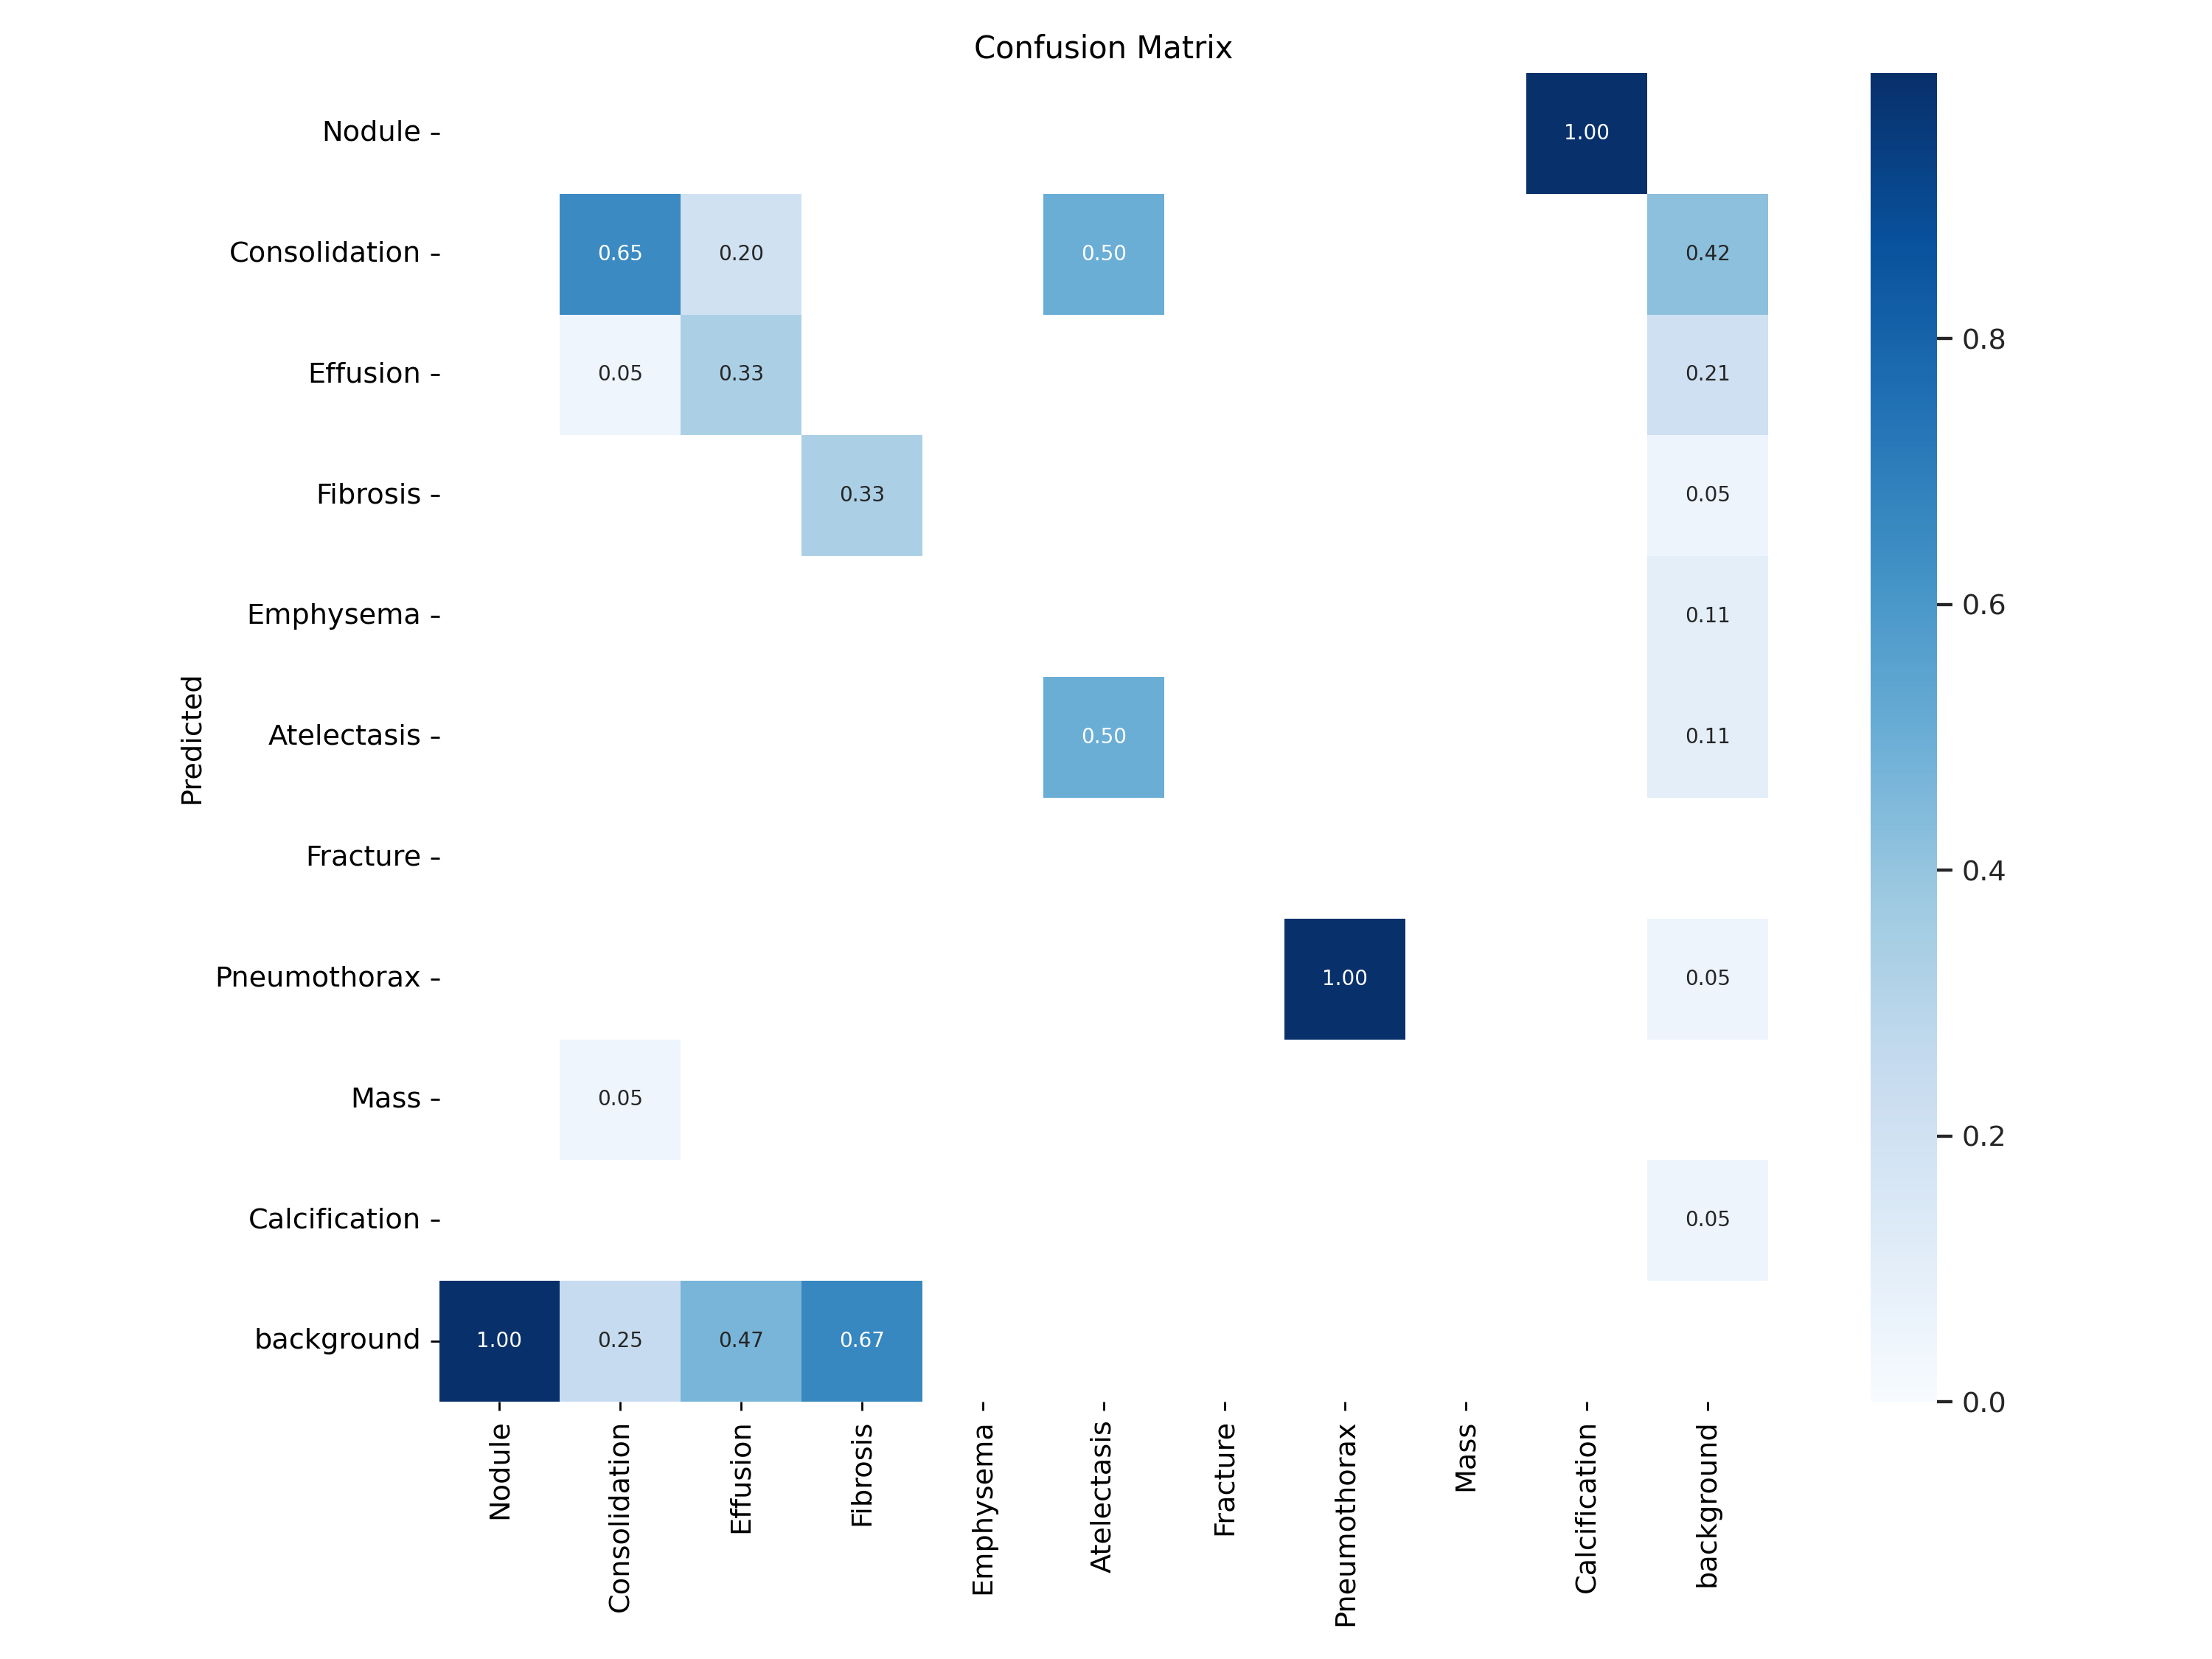 Confusion Matrix
Nodule
1.00
Consolidation
0.65 0.20 0.50 0.42
0.8
Effusion
0.05 0.33 0.21
Fibrosis
0.33 0.05
0.6
Emphysema
0.11
Predicted
Atelectasis
0.50 0.11
Fracture
0.4
Pneumothorax
1.00 0.05
Mass
0.05
0.2
Calcification
0.05
background
1.00 0.25 0.47 0.67
0.0
Nodule
Consolidation
Effusion
Fibrosis
Emphysema
Atelectasis
Fracture
Pneumothorax
Mass
Calcification
background